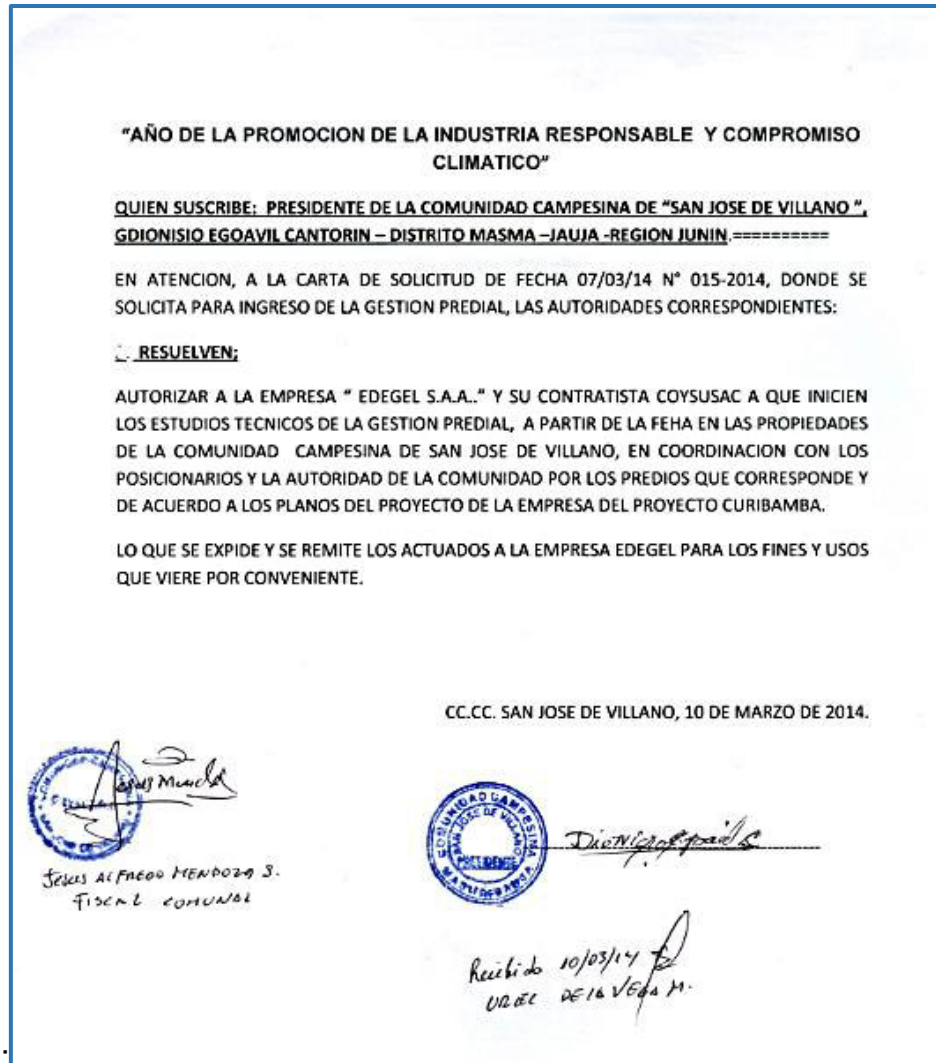 "AÑO DE LA PROMOCION DE LA INDUSTRIA RESPONSABLE Y COMPROMISO
CLIMATICO"
QUIEN SUSCRIBE: PRESIDENTE DE LA COMUNIDAD CAMPESINA DE "SAN JOSE DE VILLANO ",
GDIONISIO EGOAVIL CANTORIN – DISTRITO MASMA –JAUJA -REGION JUNIN.==========
EN ATENCION, A LA CARTA DE SOLICITUD DE FECHA 07/03/14 N° 015-2014, DONDE SE
SOLICITA PARA INGRESO DE LA GESTION PREDIAL, LAS AUTORIDADES CORRESPONDIENTES:
RESUELVEN;
AUTORIZAR A LA EMPRESA " EDEGEL S.A.A.." Y SU CONTRATISTA COYSUSAC A QUE INICIEN
LOS ESTUDIOS TECNICOS DE LA GESTION PREDIAL, A PARTIR DE LA FEHA EN LAS PROPIEDADES
DE LA COMUNIDAD CAMPESINA DE SAN JOSE DE VILLANO, EN COORDINACION CON LOS
POSICIONARIOS Y LA AUTORIDAD DE LA COMUNIDAD POR LOS PREDIOS QUE CORRESPONDE Y
DE ACUERDO A LOS PLANOS DEL PROYECTO DE LA EMPRESA DEL PROYECTO CURIBAMBA.
LO QUE SE EXPIDE Y SE REMITE LOS ACTUADOS A LA EMPRESA EDEGEL PARA LOS FINES Y USOS
QUE VIERE POR CONVENIENTE.
CC.CC. SAN JOSE DE VILLANO, 10 DE MARZO DE 2014.
JESUS ALFREDO MENDOZA S.
FISCAL COMUNAL
COMUNIDAD CAMPESINA
SAN JOSE DE VILLANO
PRESIDENTE
Recibido 10/03/14
URIEL DE LA VEGA M.